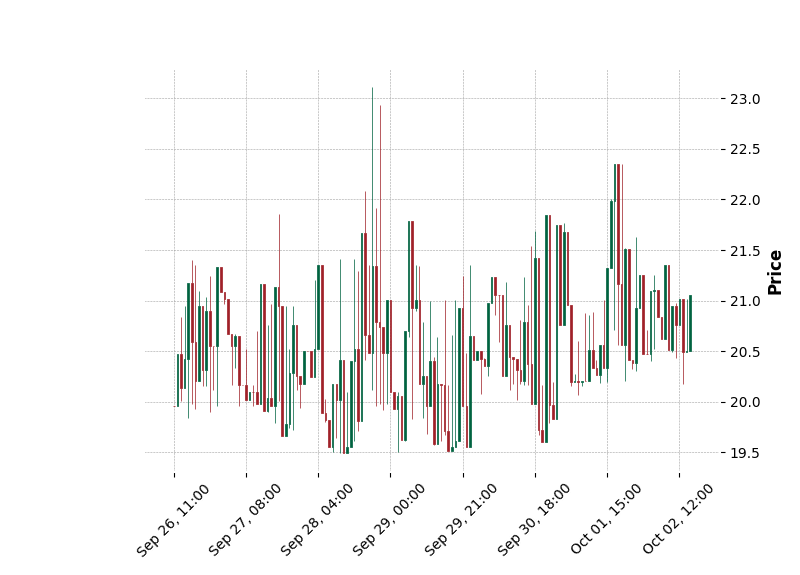 23.0
22.5
22.0
21.5
21.0
20.5
20.0
19.5
Price
Sep 26, 11:00
Sep 27, 08:00
Sep 28, 04:00
Sep 29, 00:00
Sep 29, 21:00
Sep 30, 18:00
Oct 01, 15:00
Oct 02, 12:00